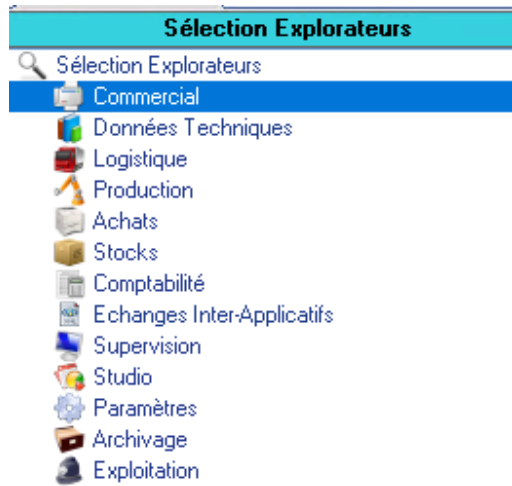 Sélection Explorateurs
Sélection Explorateurs
Commercial
Données Techniques
Logistique
Production
Achats
Stocks
Comptabilité
Echanges Inter-Applicatifs
Supervision
Studio
Paramètres
Archivage
Exploitation